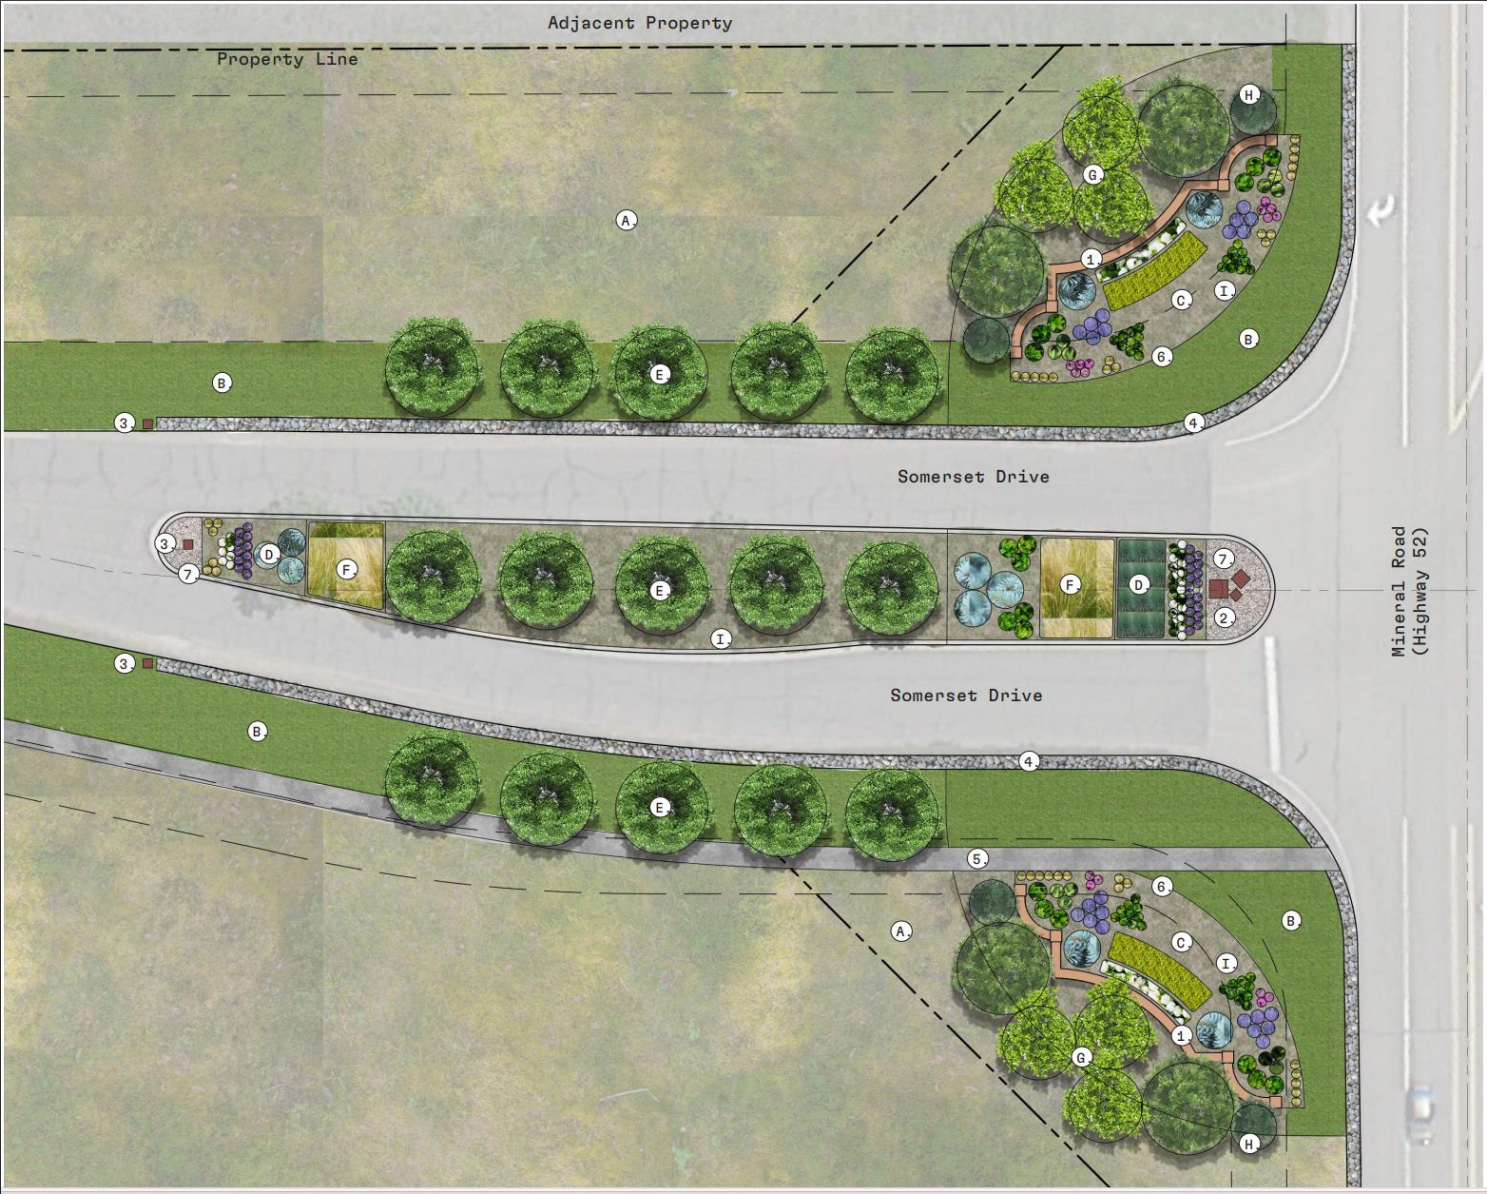 Adjacent Property
Property Line
H.
G.
A.
1.
I.
C.
B.
6.
E.
B.
3.
4.
Somerset Drive
3.
D.
F.
7.
E.
I.
F.
D.
7.
2.
Mineral Road
(Highway 52)
3.
Somerset Drive
B.
4.
E.
5.
6.
A.
C.
B.
I.
1.
G.
H.